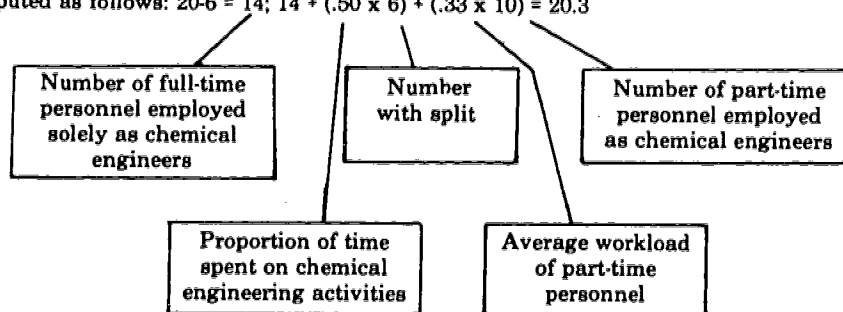 puted as follows: 20-6 = 14; 14 + (.50 x 6) + (.33 x 10) = 20.3
Number of full-time
personnel employed
solely as chemical
engineers
Number
with split
Number of part-time
personnel employed
as chemical engineers
Proportion of time
spent on chemical
engineering activities
Average workload
of part-time
personnel